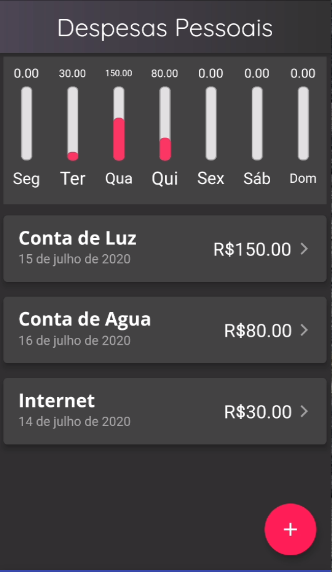 Despesas Pessoais
0.00 30.00 150.00 80.00 0.00 0.00 0.00
Seg Ter Qua Qui Sex Sáb Dom
Conta de Luz
R$150.00
15 de julho de 2020
Conta de Agua
R$80.00
16 de julho de 2020
Internet
R$30.00
14 de julho de 2020
+